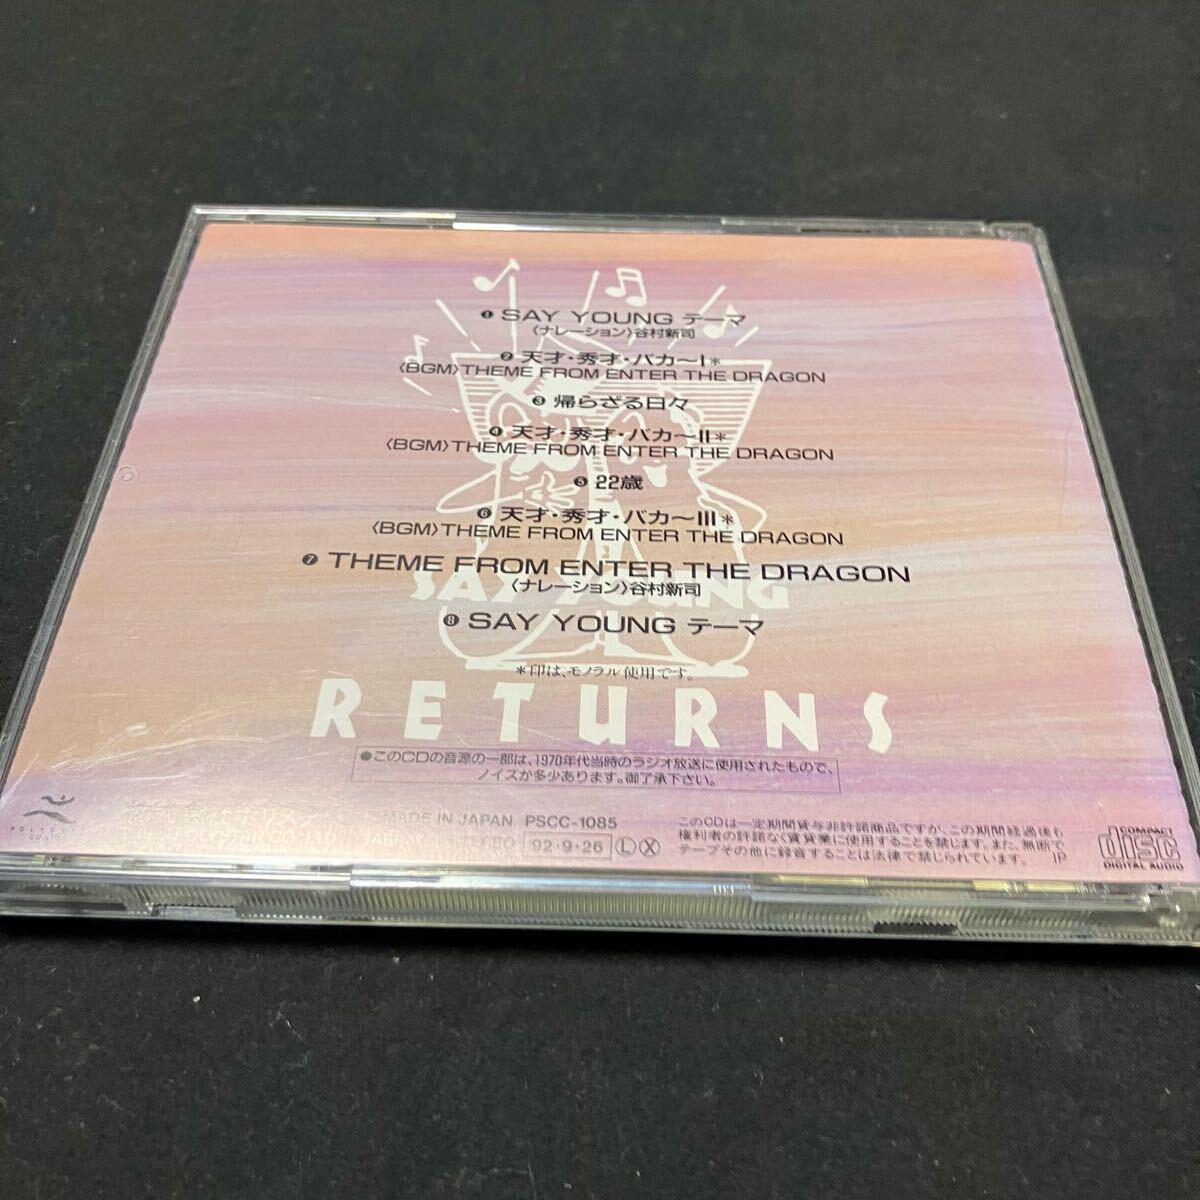 ❶ SAY YOUNG テーマ
〈ナレーション〉谷村新司
❷ 天才・秀才・バカ～I＊
〈BGM〉THEME FROM ENTER THE DRAGON
❸ 帰らざる日々
❹ 天才・秀才・バカ～II＊
〈BGM〉THEME FROM ENTER THE DRAGON
❺ 22歳
❻ 天才・秀才・バカ～III＊
〈BGM〉THEME FROM ENTER THE DRAGON
❼ THEME FROM ENTER THE DRAGON
〈ナレーション〉谷村新司
SAY YOUNG
❽ SAY YOUNG テーマ
＊印は、モノラル使用です。
RETURNS
●このCDの音源の一部は、1970年代当時のラジオ放送に使用されたもので、
ノイズが多少あります。御了承下さい。
MADE IN JAPAN PSCC-1085
92・9・26 Ⓛ Ⓧ
このCDは一定期間貸与非許諾商品ですが、この期間経過後も
権利者の許諾なく賃貸業に使用することを禁じます。また、無断で
テープその他に録音することは法律で禁じられています。 JP
COMPACT
disc
DIGITAL AUDIO